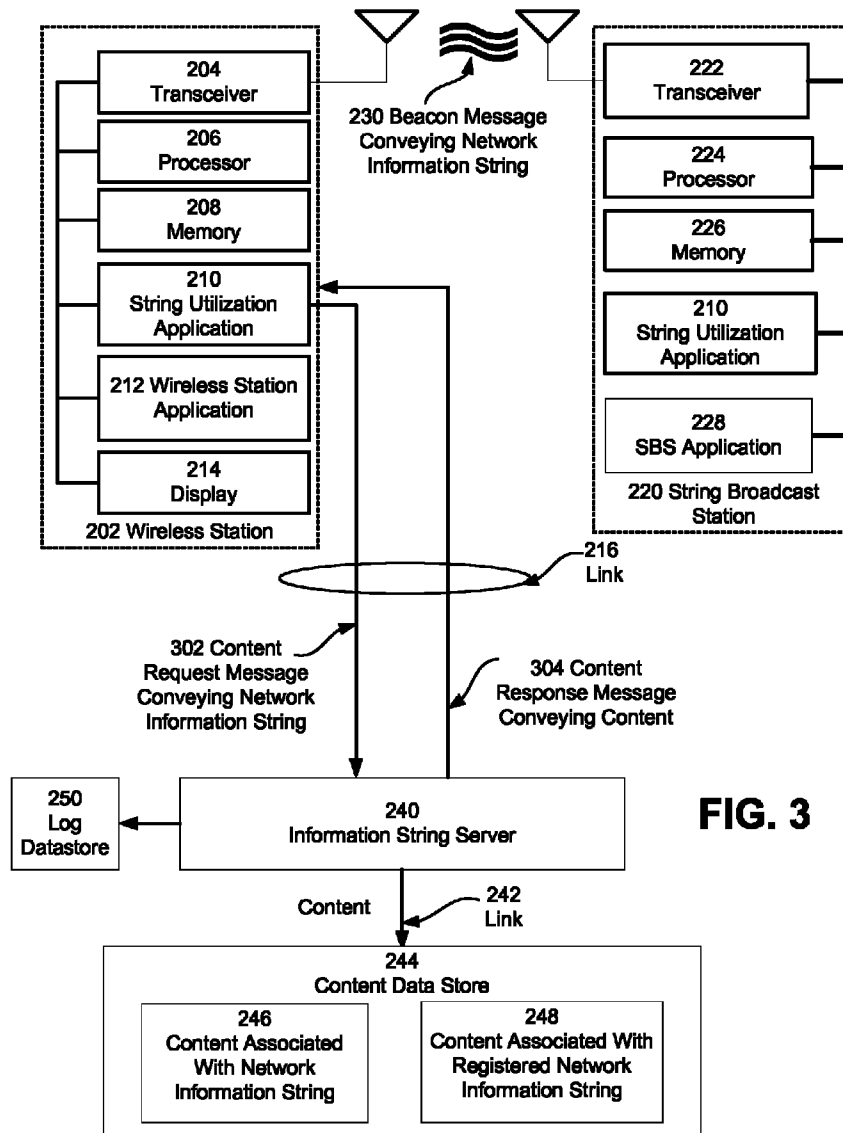 204
Transceiver
206
Processor
208
Memory
210
String Utilization
Application
212 Wireless Station
Application
214
Display
202 Wireless Station
230 Beacon Message
Conveying Network
Information String
222
Transceiver
224
Processor
226
Memory
210
String Utilization
Application
228
SBS Application
220 String Broadcast
Station
216
Link
302 Content
Request Message
Conveying Network
Information String
304 Content
Response Message
Conveying Content
250
Log
Datastore
240
Information String Server
FIG. 3
Content
242
Link
244
Content Data Store
246
Content Associated
With Network
Information String
248
Content Associated With
Registered Network
Information String